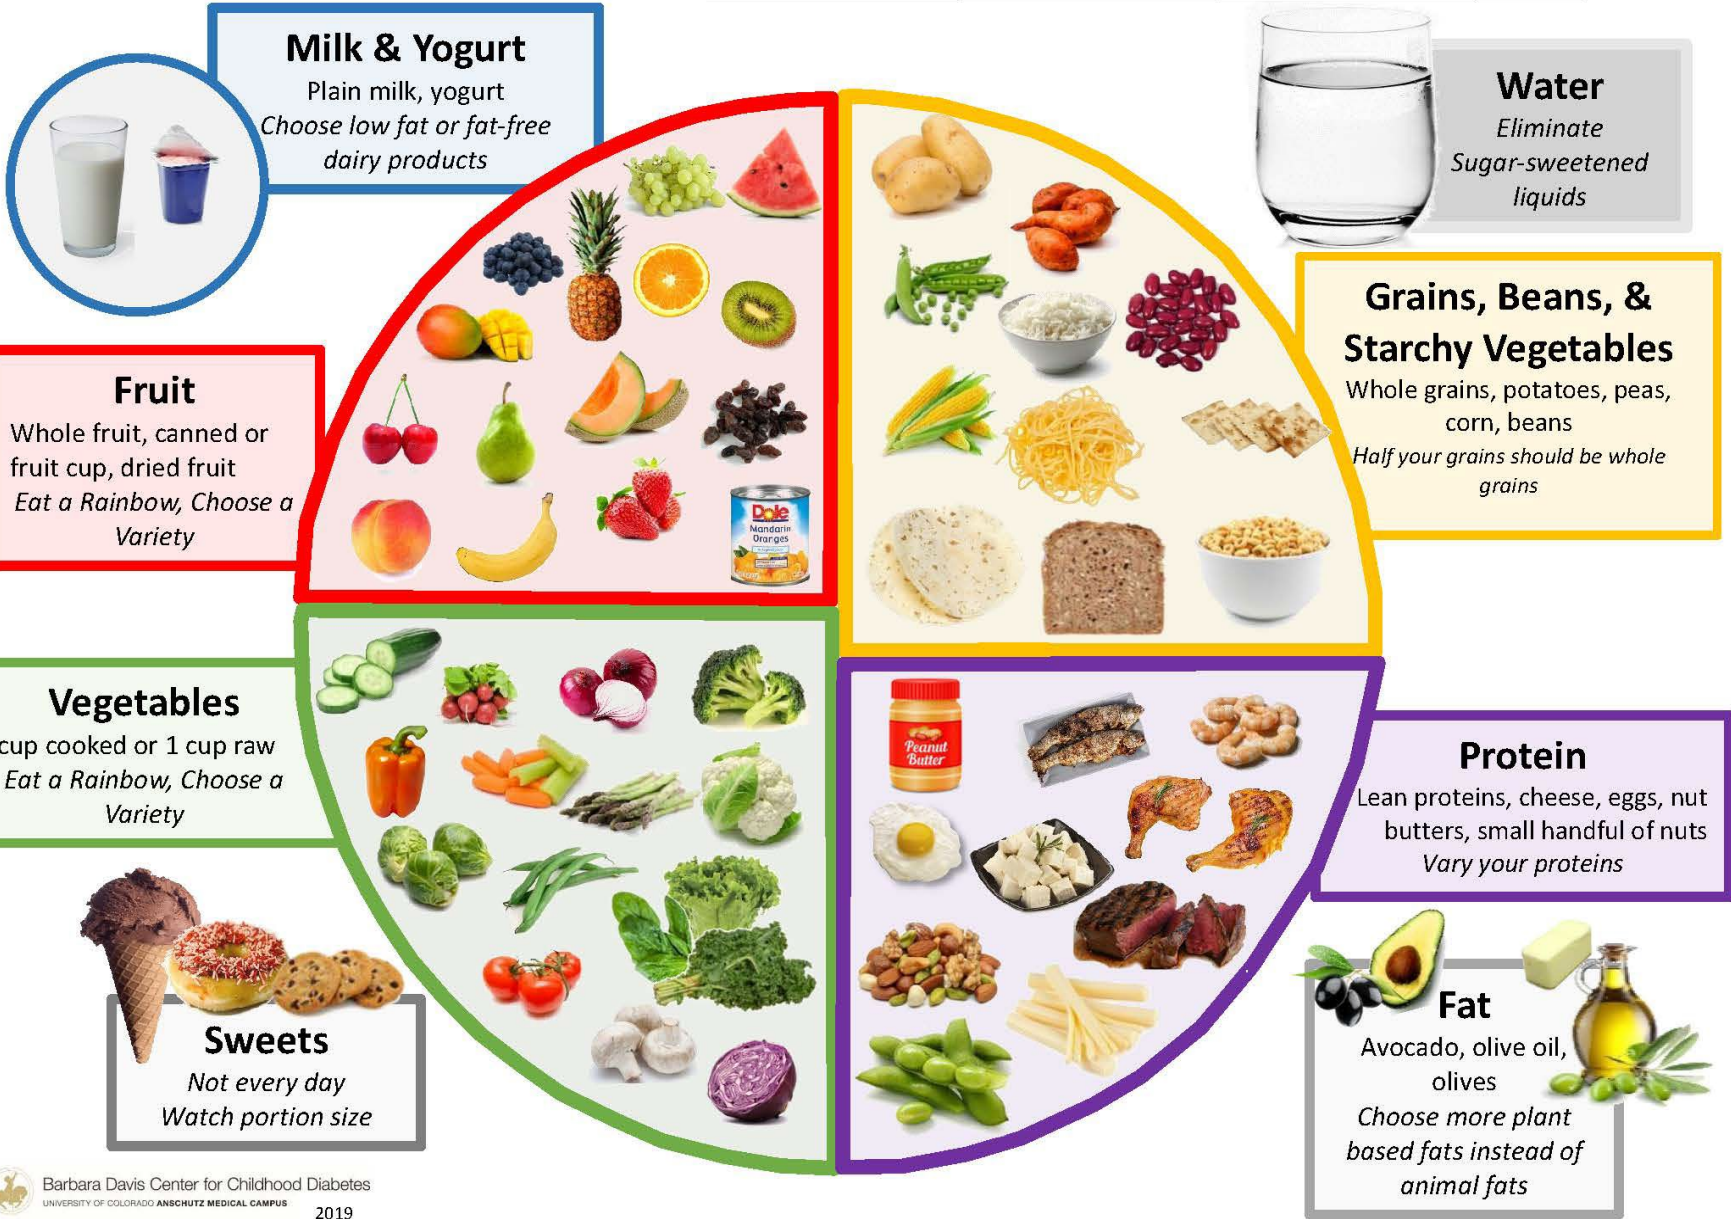 Milk & Yogurt
Plain milk, yogurt
Choose low fat or fat-free
dairy products
Water
Eliminate
Sugar-sweetened
liquids
Fruit
Whole fruit, canned or
fruit cup, dried fruit
Eat a Rainbow, Choose a
Variety
Grains, Beans, &
Starchy Vegetables
Whole grains, potatoes, peas,
corn, beans
Half your grains should be whole
grains
Dole
Mandarin
Oranges
Vegetables
cup cooked or 1 cup raw
Eat a Rainbow, Choose a
Variety
Peanut
Butter
Protein
Lean proteins, cheese, eggs, nut
butters, small handful of nuts
Vary your proteins
Sweets
Not every day
Watch portion size
Fat
Avocado, olive oil,
olives
Choose more plant
based fats instead of
animal fats
Barbara Davis Center for Childhood Diabetes
UNIVERSITY OF COLORADO ANSCHUTZ MEDICAL CAMPUS
2019